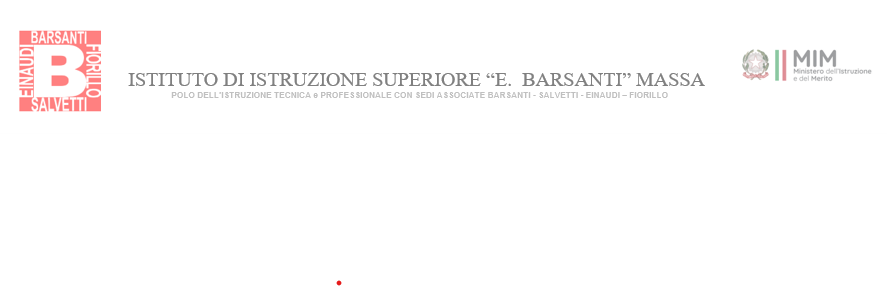 BARSANTI
EINAUDI
B
FIORILLO
SALVETTI
ISTITUTO DI ISTRUZIONE SUPERIORE “E.  BARSANTI” MASSA
POLO DELL'ISTRUZIONE TECNICA e PROFESSIONALE CON SEDI ASSOCIATE BARSANTI - SALVETTI - EINAUDI – FIORILLO
MIM
Ministero dell'Istruzione
e del Merito